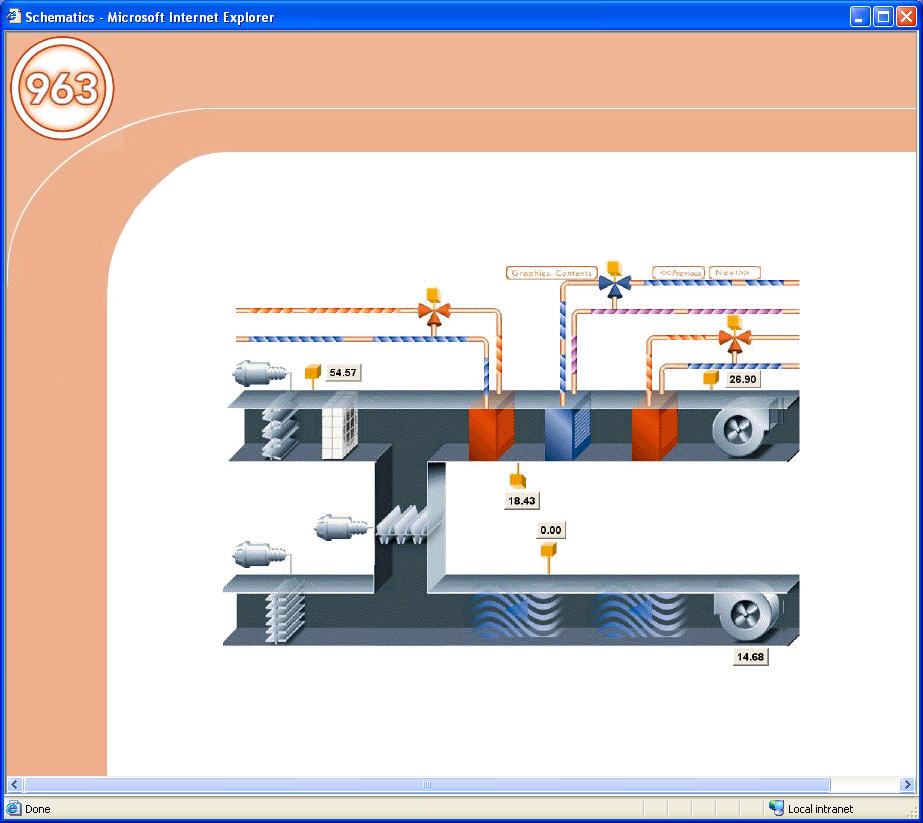 Schematics - Microsoft Internet Explorer
963
Graphics: Contents <<Previous Next>>
54.57
26.90
18.43
0.00
14.68
Done Local intranet